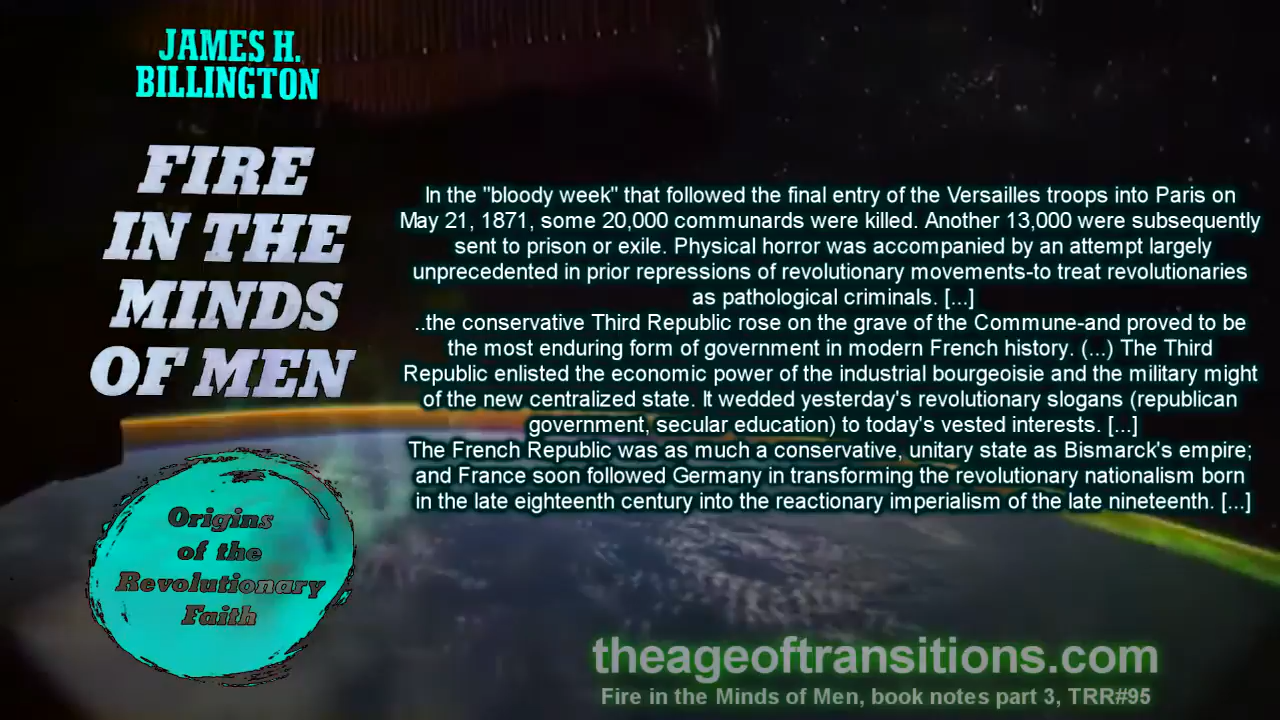 JAMES H.
BILLINGTON
FIRE
IN THE
MINDS
OF MEN
Origins
of the
Revolutionary
Faith
In the "bloody week" that followed the final entry of the Versailles troops into Paris on
May 21, 1871, some 20,000 communards were killed. Another 13,000 were subsequently
sent to prison or exile. Physical horror was accompanied by an attempt largely
unprecedented in prior repressions of revolutionary movements-to treat revolutionaries
as pathological criminals. [...]
..the conservative Third Republic rose on the grave of the Commune-and proved to be
the most enduring form of government in modern French history. (...) The Third
Republic enlisted the economic power of the industrial bourgeoisie and the military might
of the new centralized state. It wedded yesterday's revolutionary slogans (republican
government, secular education) to today's vested interests. [...]
The French Republic was as much a conservative, unitary state as Bismarck's empire;
and France soon followed Germany in transforming the revolutionary nationalism born
in the late eighteenth century into the reactionary imperialism of the late nineteenth. [...]
theageoftransitions.com
Fire in the Minds of Men, book notes part 3, TRR#95